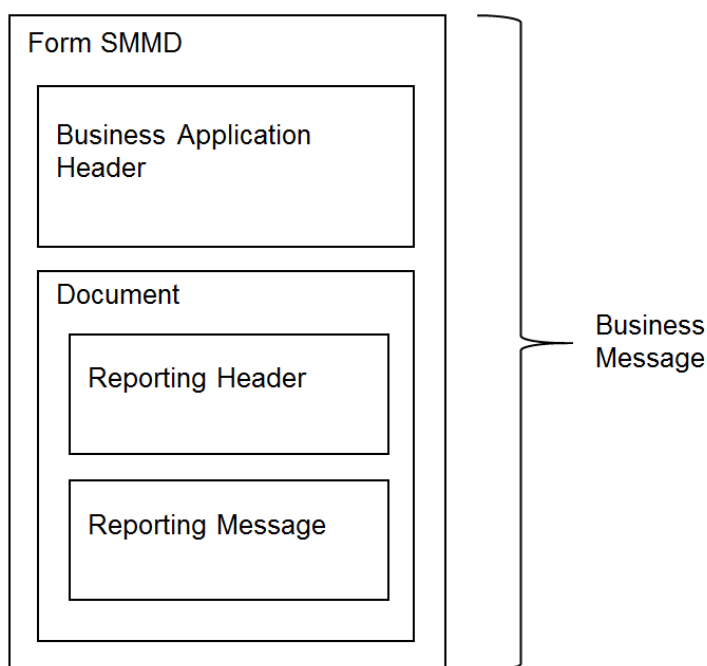 Form SMMD
Business Application
Header
Document
Reporting Header
Reporting Message
Business
Message